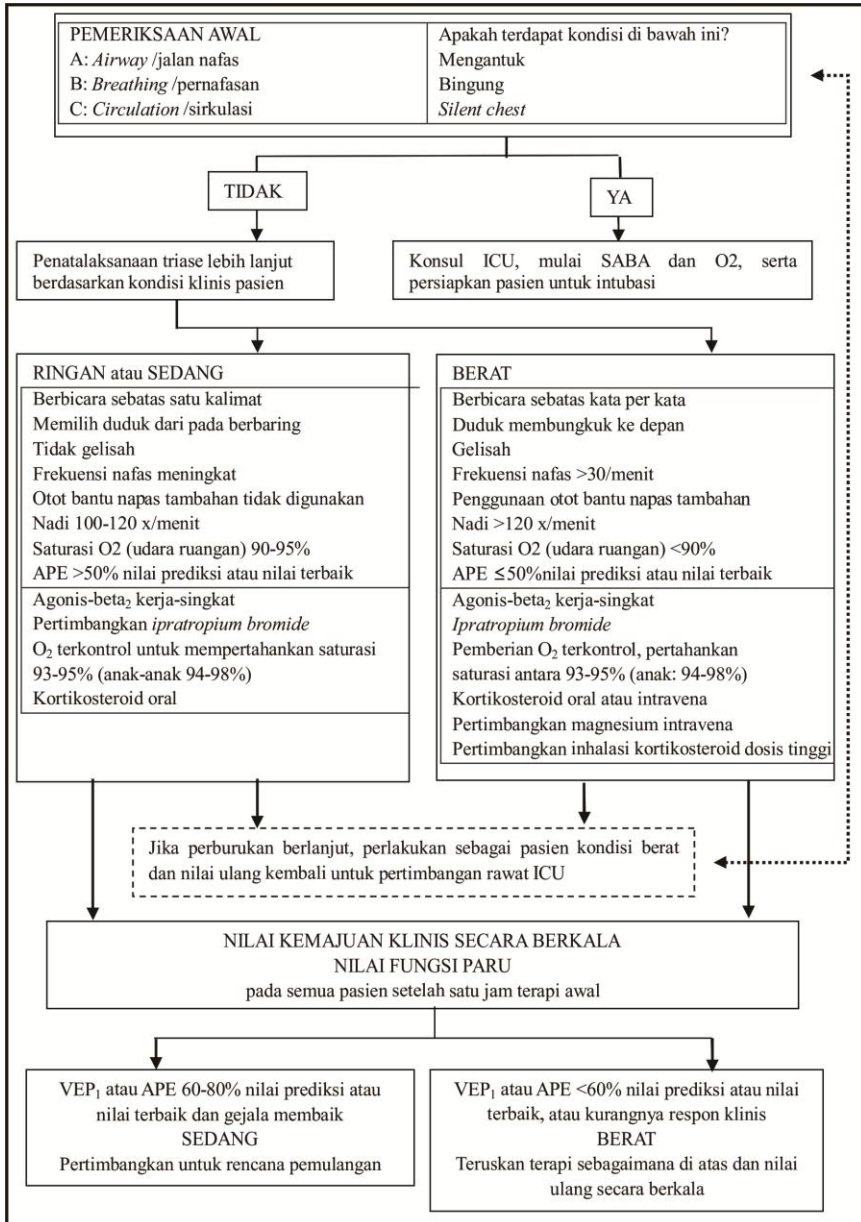 PEMERIKSAAN AWAL
A: Airway /jalan nafas
B: Breathing /pernafasan
C: Circulation /sirkulasi
Apakah terdapat kondisi di bawah ini?
Mengantuk
Bingung
Silent chest
TIDAK
YA
Penatalaksanaan triase lebih lanjut
berdasarkan kondisi klinis pasien
Konsul ICU, mulai SABA dan O2, serta
persiapkan pasien untuk intubasi
RINGAN atau SEDANG
Berbicara sebatas satu kalimat
Memilih duduk dari pada berbaring
Tidak gelisah
Frekuensi nafas meningkat
Otot bantu napas tambahan tidak digunakan
Nadi 100-120 x/menit
Saturasi O2 (udara ruangan) 90-95%
APE >50% nilai prediksi atau nilai terbaik
Agonis-beta₂ kerja-singkat
Pertimbangkan ipratropium bromide
O₂ terkontrol untuk mempertahankan saturasi
93-95% (anak-anak 94-98%)
Kortikosteroid oral
BERAT
Berbicara sebatas kata per kata
Duduk membungkuk ke depan
Gelisah
Frekuensi nafas >30/menit
Penggunaan otot bantu napas tambahan
Nadi >120 x/menit
Saturasi O2 (udara ruangan) <90%
APE ≤50%nilai prediksi atau nilai terbaik
Agonis-beta₂ kerja-singkat
Ipratropium bromide
Pemberian O₂ terkontrol, pertahankan
saturasi antara 93-95% (anak: 94-98%)
Kortikosteroid oral atau intravena
Pertimbangkan magnesium intravena
Pertimbangkan inhalasi kortikosteroid dosis tinggi
Jika perburukan berlanjut, perlakukan sebagai pasien kondisi berat
dan nilai ulang kembali untuk pertimbangan rawat ICU
NILAI KEMAJUAN KLINIS SECARA BERKALA
NILAI FUNGSI PARU
pada semua pasien setelah satu jam terapi awal
VEP₁ atau APE 60-80% nilai prediksi atau
nilai terbaik dan gejala membaik
SEDANG
Pertimbangkan untuk rencana pemulangan
VEP₁ atau APE <60% nilai prediksi atau nilai
terbaik, atau kurangnya respon klinis
BERAT
Teruskan terapi sebagaimana di atas dan nilai
ulang secara berkala